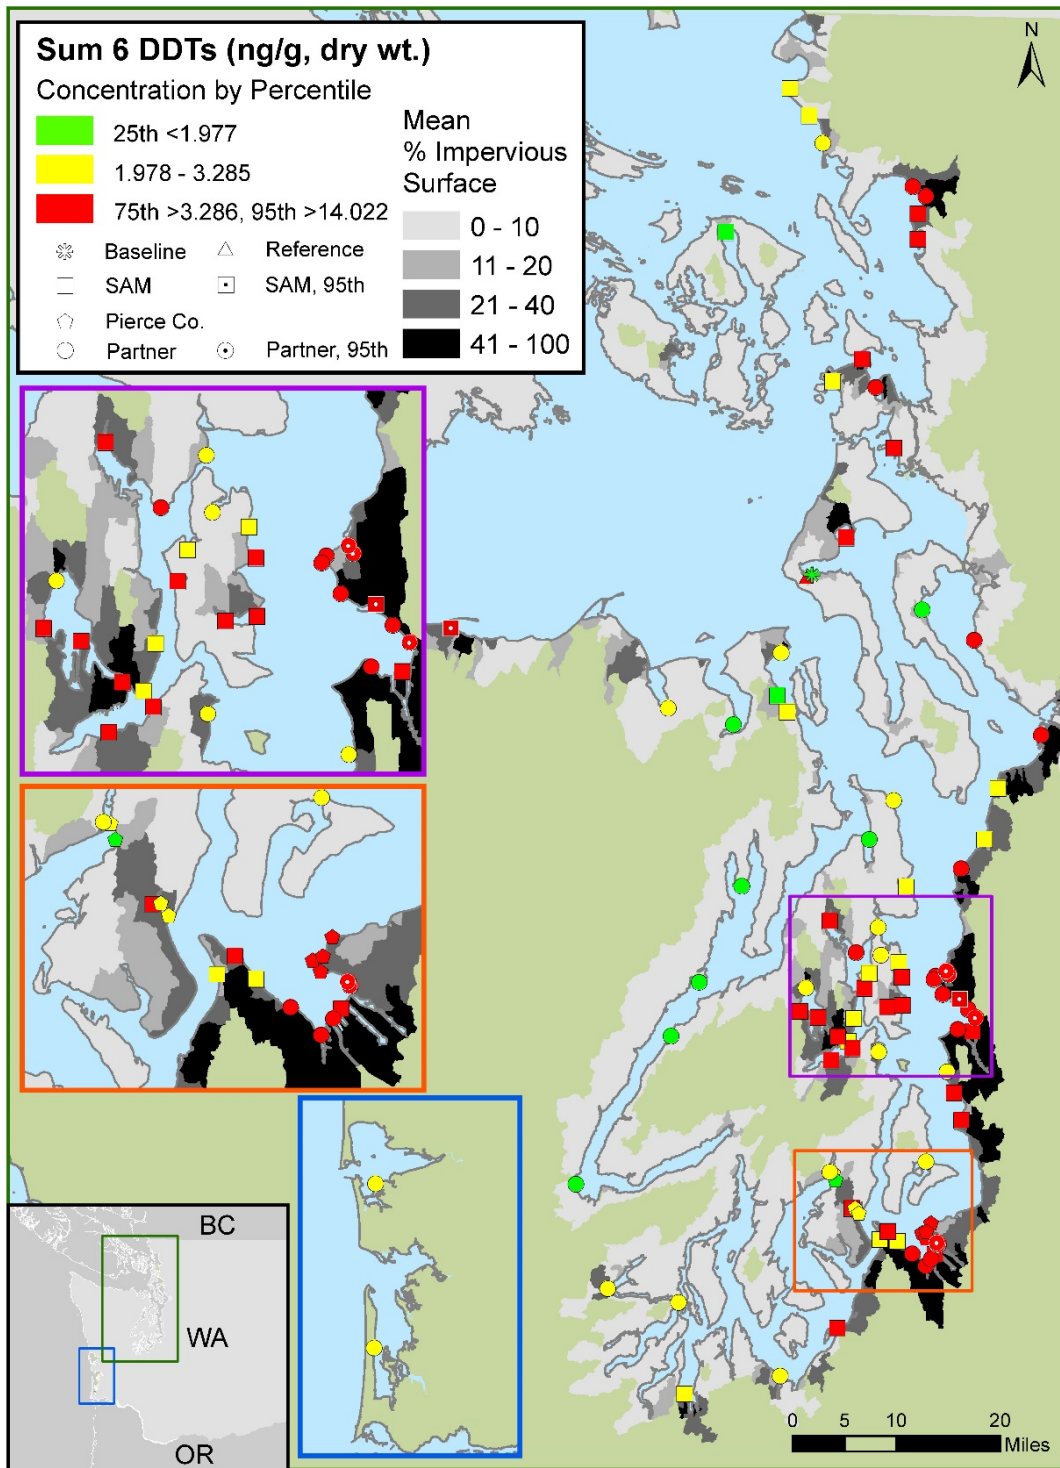 Sum 6 DDTs (ng/g, dry wt.)
Concentration by Percentile
25th <1.977
1.978 - 3.285
75th >3.286, 95th >14.022
Baseline
Reference
SAM
SAM, 95th
Pierce Co.
Partner
Partner, 95th
Mean
% Impervious
Surface
0 - 10
11 - 20
21 - 40
41 - 100
N
BC
WA
OR
0 5 10 20
Miles